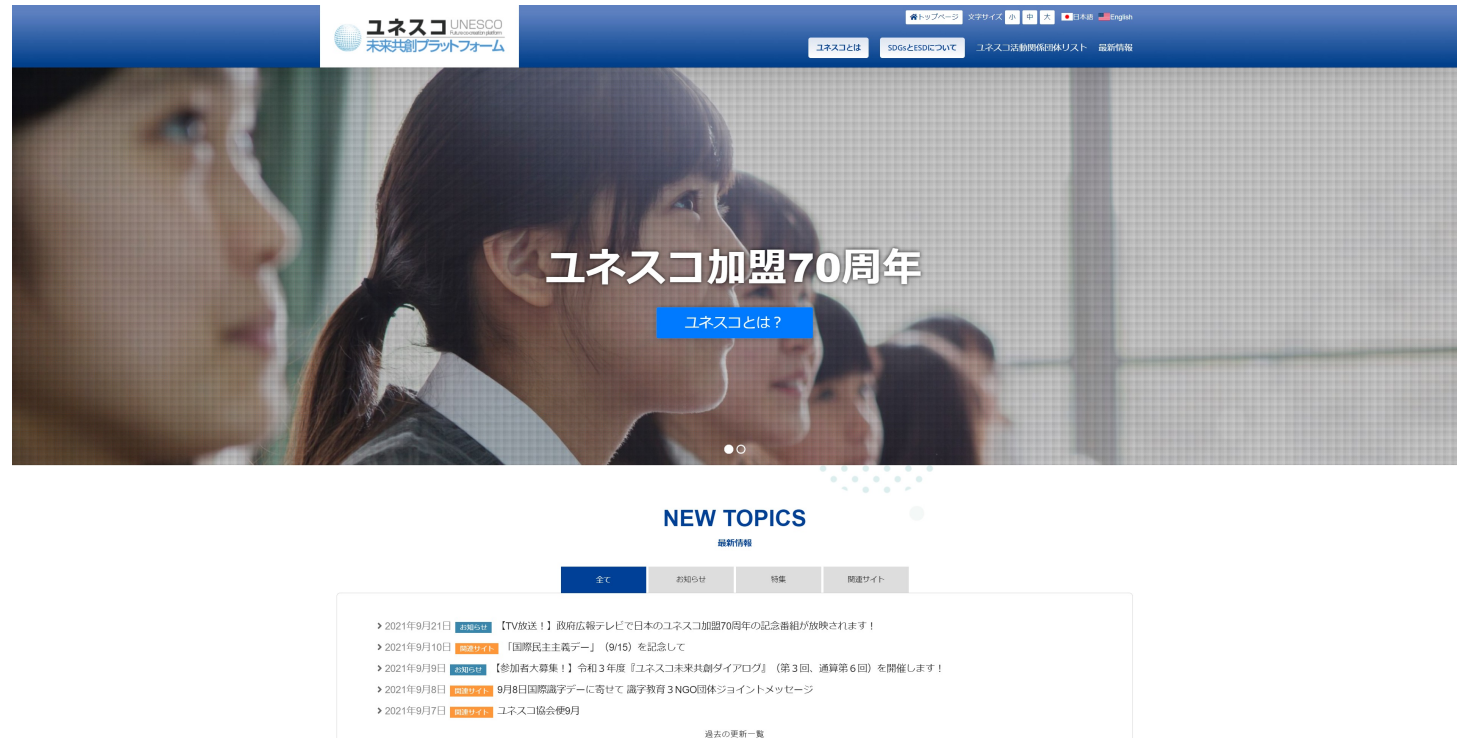 ユネスコ UNESCO
Future co-creation platform
未来共創プラットフォーム
トップページ 文字サイズ 小 中 大 日本語 English
ユネスコとは SDGsとESDについて ユネスコ活動関係団体リスト 最新情報
ユネスコ加盟70周年
ユネスコとは？
NEW TOPICS
最新情報
全て お知らせ 特集 関連サイト
2021年9月21日 お知らせ 【TV放送！】政府広報テレビで日本のユネスコ加盟70周年の記念番組が放映されます！
2021年9月10日 関連サイト 「国際民主主義デー」（9/15）を記念して
2021年9月9日 お知らせ 【参加者大募集！】令和３年度『ユネスコ未来共創ダイアログ』（第３回、通算第６回）を開催します！
2021年9月8日 関連サイト 9月8日国際識字デーに寄せて 識字教育３NGO団体ジョイントメッセージ
2021年9月7日 関連サイト ユネスコ協会便9月
過去の更新一覧